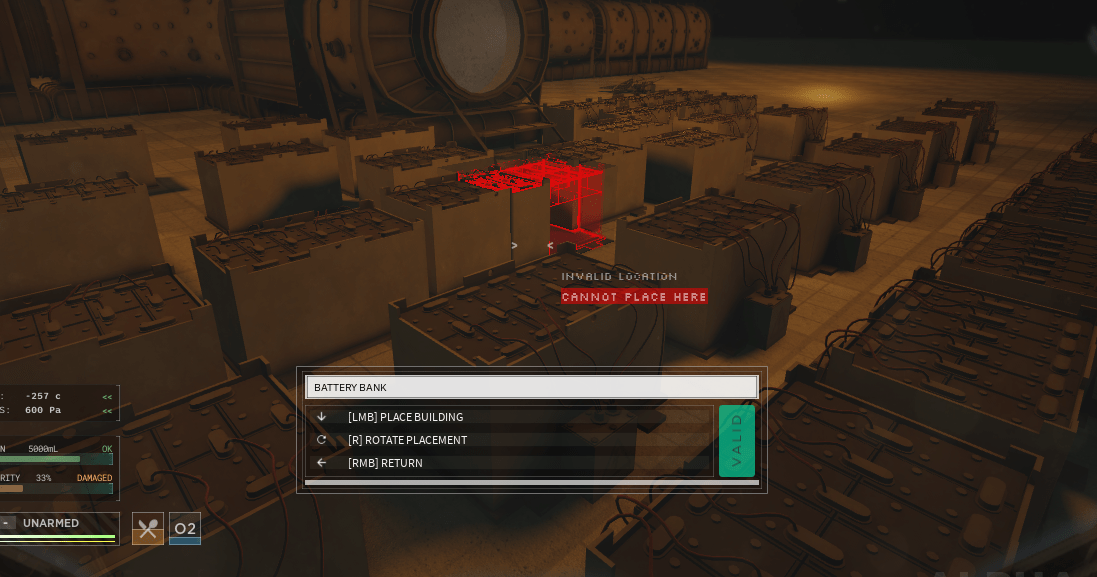 > <
INVALID LOCATION
CANNOT PLACE HERE
BATTERY BANK
[LMB] PLACE BUILDING
[R] ROTATE PLACEMENT
[RMB] RETURN
VALID
: -257 c <<
S: 600 Pa <<
N 5000mL OK
RITY 33% DAMAGED
- UNARMED
O2